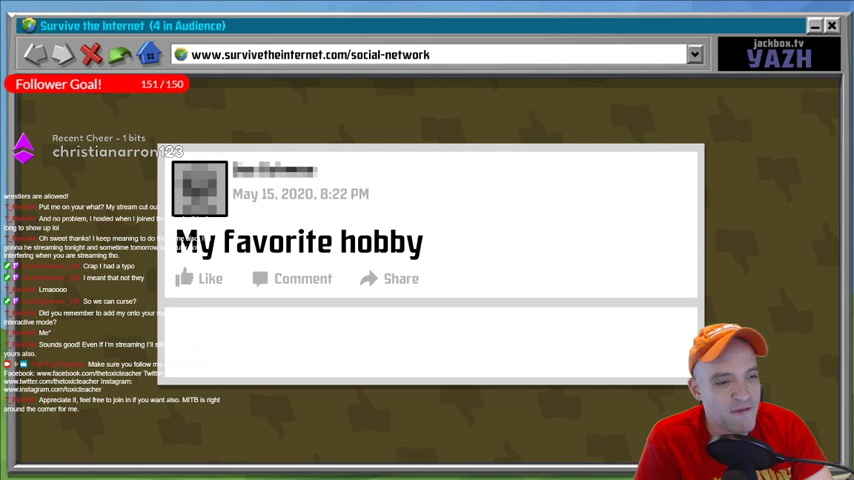 Survive the Internet (4 in Audience)
www.survivetheinternet.com/social-network
jackbox.tv
YAZH
Follower Goal! 151 / 150
Recent Cheer - 1 bits
christianarron123
May 15, 2020, 8:22 PM
My favorite hobby
Like Comment Share
wrestlers are allowed!
Put me on your what? My stream cut ou
And no problem, I hosted when I joined
long to show up lol
Oh sweet thanks! I keep meaning to do
gonna he streaming tonight and sometime tomorrow
interfering when you are streaming tho.
Crap I had a typo
I meant that not they
Lmaoooo
So we can curse?
Did you remember to add my onto your
interactive mode?
Me*
Sounds good! Even If I'm streaming I'll
yours also.
Make sure you follow me
Facebook: www.facebook.com/thetoxicteacher Twitter
www.twitter.com/thetoxicteacher Instagram:
www.instagram.com/toxicteacher
Appreciate it, feel free to join in if you want also. MITB is right
around the corner for me.